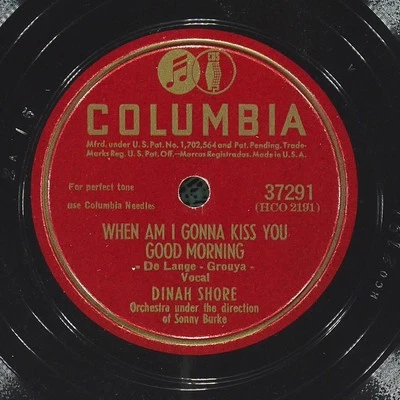 CBS
COLUMBIA
Mfrd. under U.S. Pat. No. 1,702,564 and Pat. Pending. Trade-
Marks Reg. U.S. Pat. Off.—Marcas Registradas. Made in U.S.A.
For perfect tone
use Columbia Needles
37291
(HCO 2191)
WHEN AM I GONNA KISS YOU
GOOD MORNING
- De Lange - Grouya -
Vocal
DINAH SHORE
Orchestra under the direction
of Sonny Burke